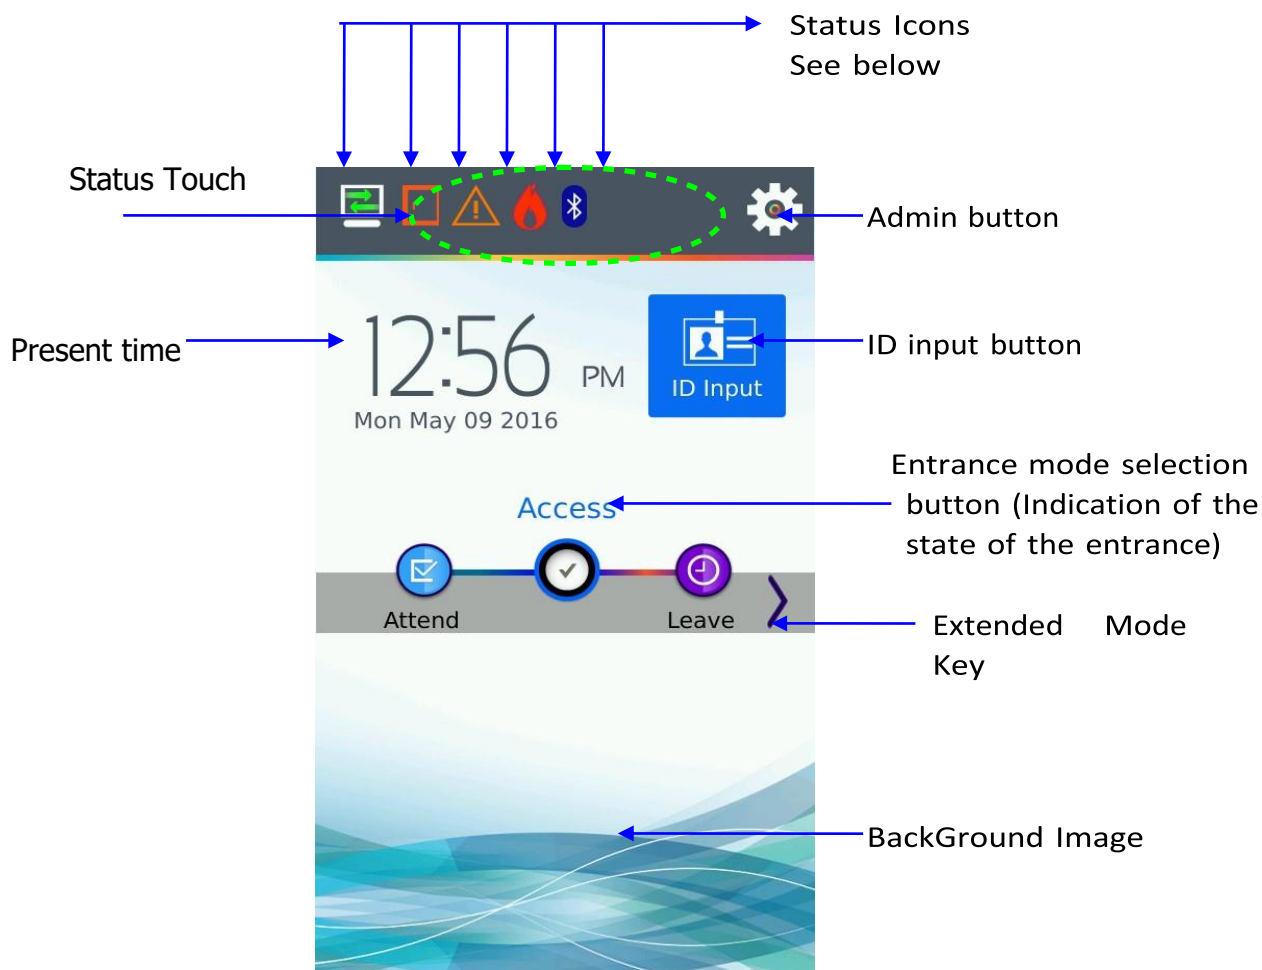 Status Icons
See below
Status Touch
Admin button
12:56 PM
Mon May 09 2016
Present time
ID Input
ID input button
Entrance mode selection
button (Indication of the
state of the entrance)
Access
Attend
Leave
Extended Mode
Key
BackGround Image